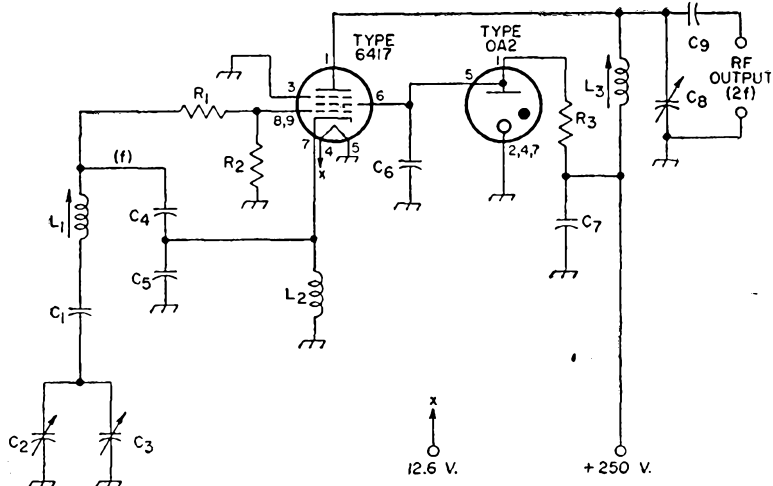 TYPE
6417
TYPE
OA2
C9
RF
OUTPUT
(2f)
1
1
3
6
5
L3
C8
R1
8,9
R3
7
4
5
2,4,7
R2
x
C6
(f)
L1
C4
C7
C5
L2
C1
C2
C3
x
12.6 V.
+250 V.